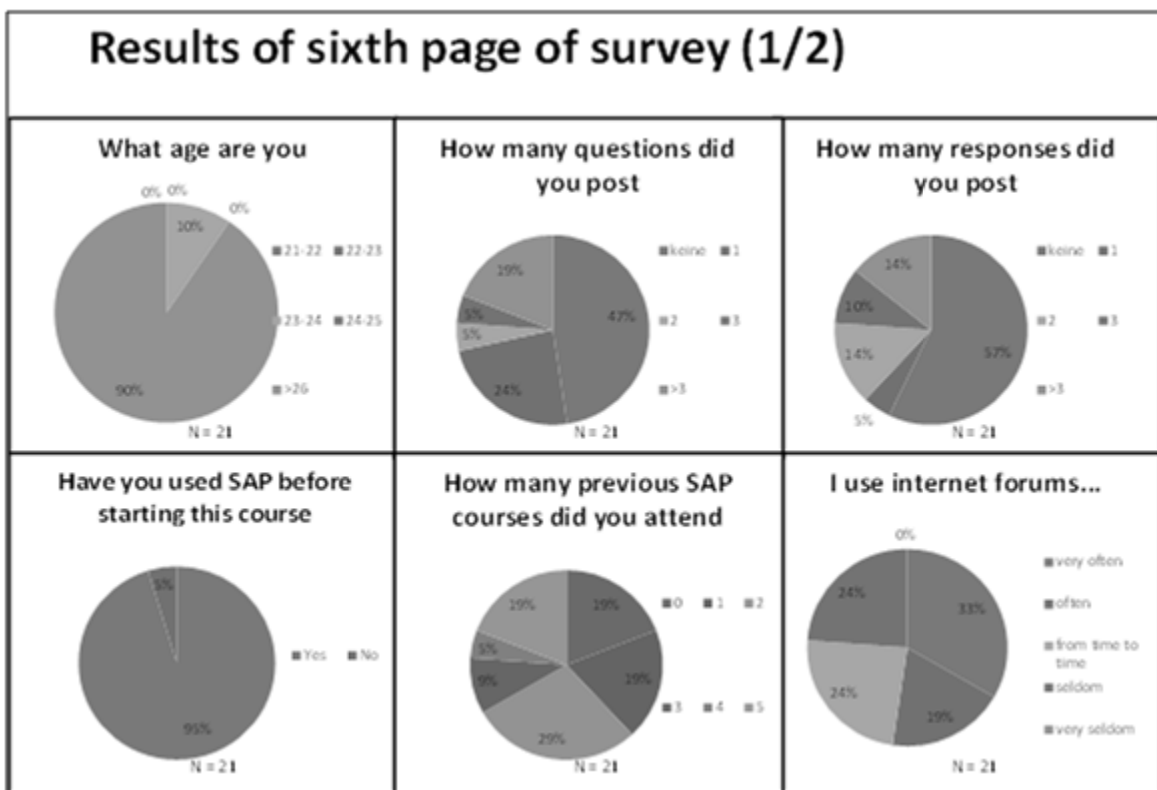 Results of sixth page of survey (1/2)
What age are you
0% 0%
0%
10%
21-22 22-23
23-24 24-25
90%
>26
N = 21
How many questions did
you post
keine 1
19%
47%
5%
2 3
5%
24%
>3
N = 21
How many responses did
you post
keine 1
14%
10%
2 3
14%
57%
>3
5%
N = 21
Have you used SAP before
starting this course
5%
Yes No
95%
N = 21
How many previous SAP
courses did you attend
19% 19%
0 1 2
5%
9%
19%
3 4 5
29%
N = 21
I use internet forums...
0%
very often
24%
33%
often
from time to
time
24%
seldom
19%
very seldom
N = 21